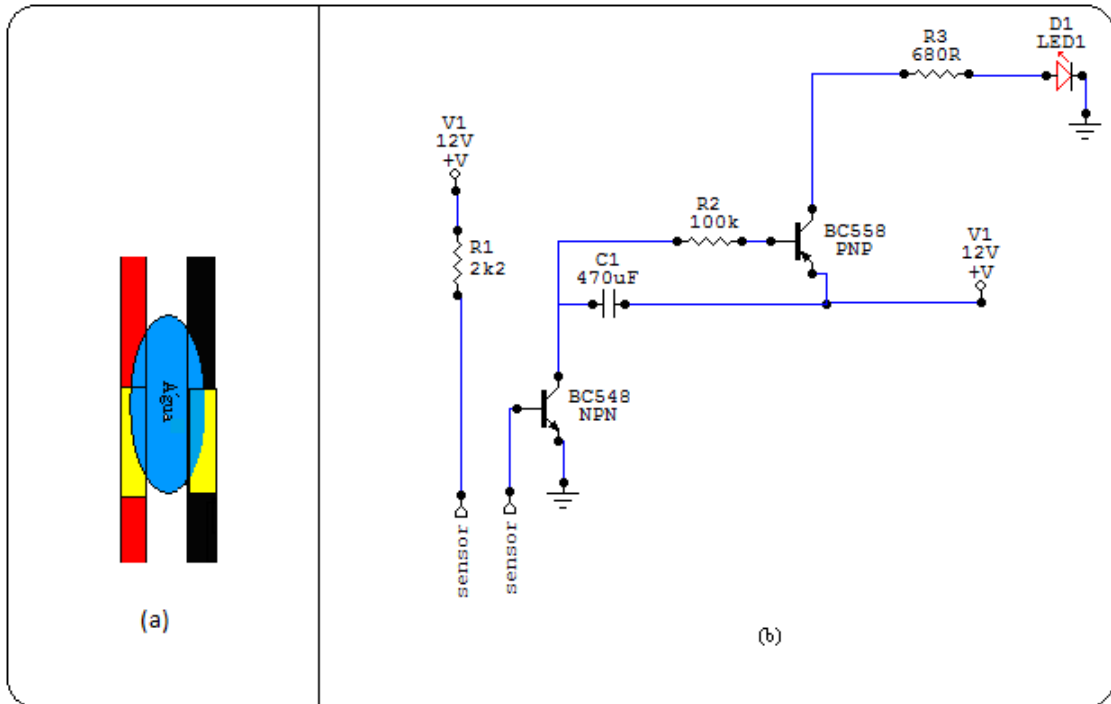 Água
(a)
V1
12V
+V
R1
2k2
sensor
sensor
BC548
NPN
C1
470uF
R2
100k
BC558
PNP
R3
680R
D1
LED1
V1
12V
+V
(b)